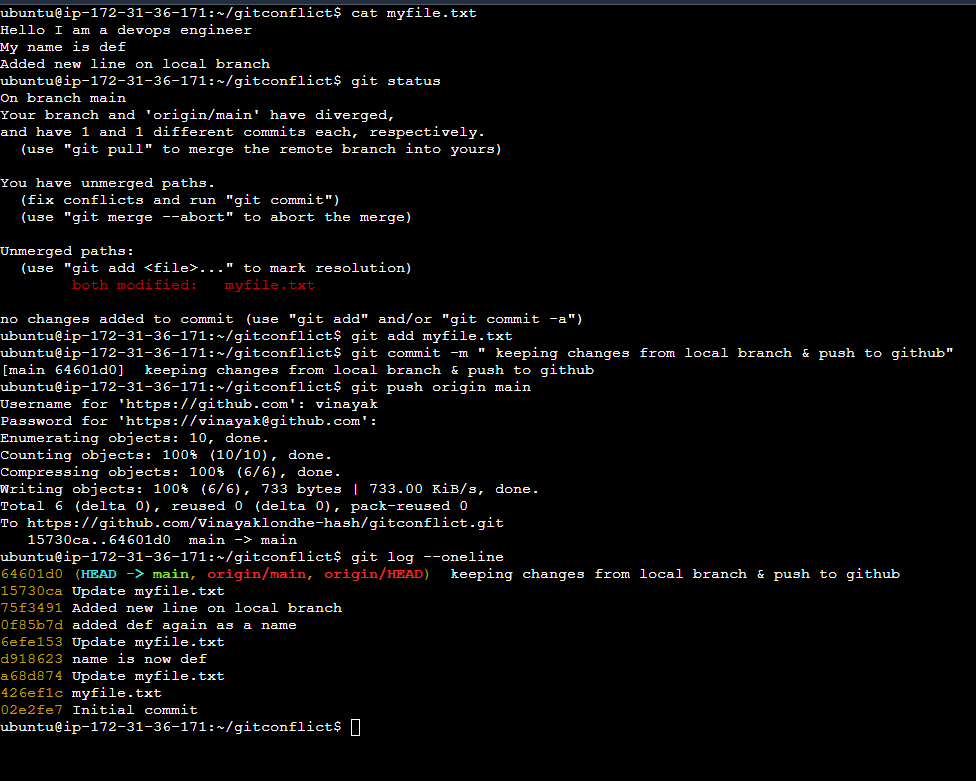 ubuntu@ip-172-31-36-171:~/gitconflict$ cat myfile.txt
Hello I am a devops engineer
My name is def
Added new line on local branch
ubuntu@ip-172-31-36-171:~/gitconflict$ git status
On branch main
Your branch and 'origin/main' have diverged,
and have 1 and 1 different commits each, respectively.
  (use "git pull" to merge the remote branch into yours)

You have unmerged paths.
  (fix conflicts and run "git commit")
  (use "git merge --abort" to abort the merge)

Unmerged paths:
  (use "git add <file>..." to mark resolution)
        both modified:   myfile.txt

no changes added to commit (use "git add" and/or "git commit -a")
ubuntu@ip-172-31-36-171:~/gitconflict$ git add myfile.txt
ubuntu@ip-172-31-36-171:~/gitconflict$ git commit -m " keeping changes from local branch & push to github"
[main 64601d0]  keeping changes from local branch & push to github
ubuntu@ip-172-31-36-171:~/gitconflict$ git push origin main
Username for 'https://github.com': vinayak
Password for 'https://vinayak@github.com':
Enumerating objects: 10, done.
Counting objects: 100% (10/10), done.
Compressing objects: 100% (6/6), done.
Writing objects: 100% (6/6), 733 bytes | 733.00 KiB/s, done.
Total 6 (delta 0), reused 0 (delta 0), pack-reused 0
To https://github.com/Vinayaklondhe-hash/gitconflict.git
   15730ca..64601d0  main -> main
ubuntu@ip-172-31-36-171:~/gitconflict$ git log --oneline
64601d0 (HEAD -> main, origin/main, origin/HEAD)  keeping changes from local branch & push to github
15730ca Update myfile.txt
75f3491 Added new line on local branch
0f85b7d added def again as a name
6efe153 Update myfile.txt
d918623 name is now def
a68d874 Update myfile.txt
426ef1c myfile.txt
02e2fe7 Initial commit
ubuntu@ip-172-31-36-171:~/gitconflict$